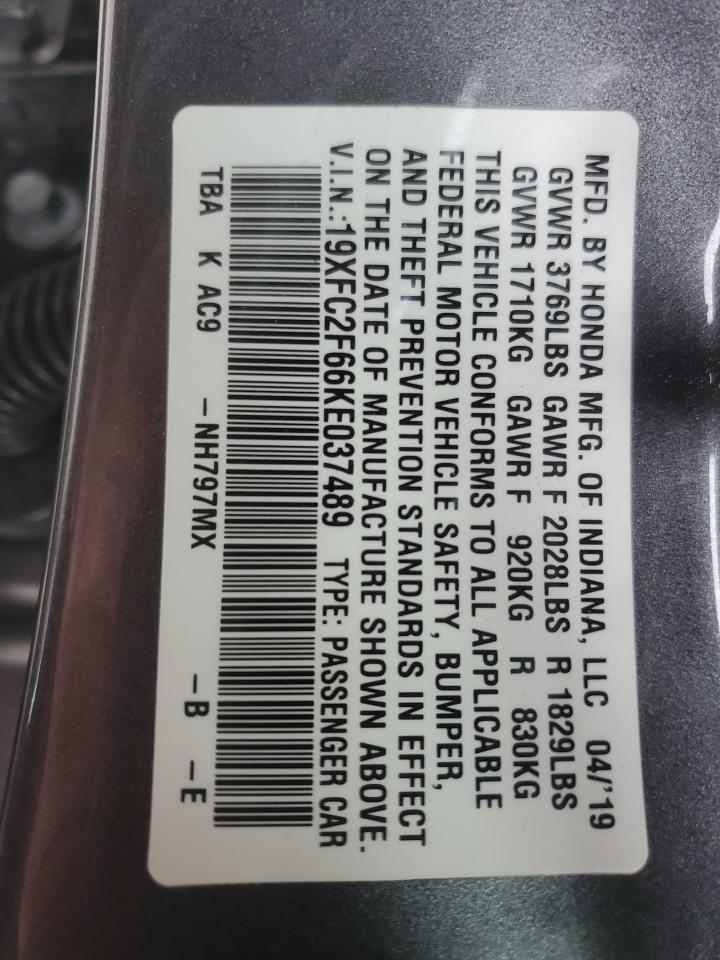 MFD. BY HONDA MFG. OF INDIANA, LLC 04/'19
GVWR 3769LBS GAWR F 2028LBS R 1829LBS
GVWR 1710KG GAWR F 920KG R 830KG
THIS VEHICLE CONFORMS TO ALL APPLICABLE
FEDERAL MOTOR VEHICLE SAFETY, BUMPER,
AND THEFT PREVENTION STANDARDS IN EFFECT
ON THE DATE OF MANUFACTURE SHOWN ABOVE.
V.I.N.:19XFC2F66KE037489 TYPE: PASSENGER CAR
TBA K AC9 -NH797MX -B -E